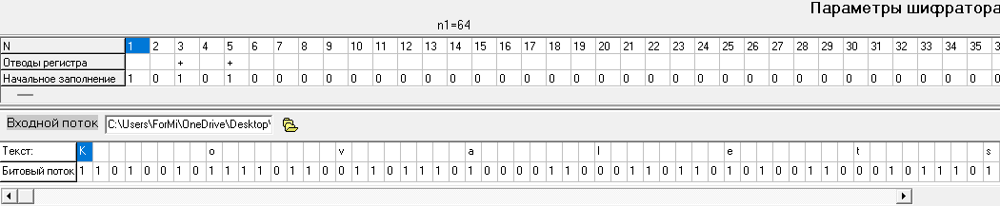 Параметры шифратора
n1=64
N 1 2 3 4 5 6 7 8 9 10 11 12 13 14 15 16 17 18 19 20 21 22 23 24 25 26 27 28 29 30 31 32 33 34 35
Отводы регистра + +
Начальное заполнение 1 0 1 0 1 0 0 0 0 0 0 0 0 0 0 0 0 0 0 0 0 0 0 0 0 0 0 0 0 0 0 0 0 0 0
Входной поток C:\Users\ForMi\OneDrive\Desktop\
Текст: K o v a l e t s
Битовый поток 1 1 0 1 0 0 1 0 1 1 1 1 0 1 1 0 0 1 1 0 1 1 1 0 1 0 0 0 0 1 1 0 0 0 1 1 0 1 1 0 1 0 1 0 0 1 1 0 0 0 1 0 1 1 1 0 1